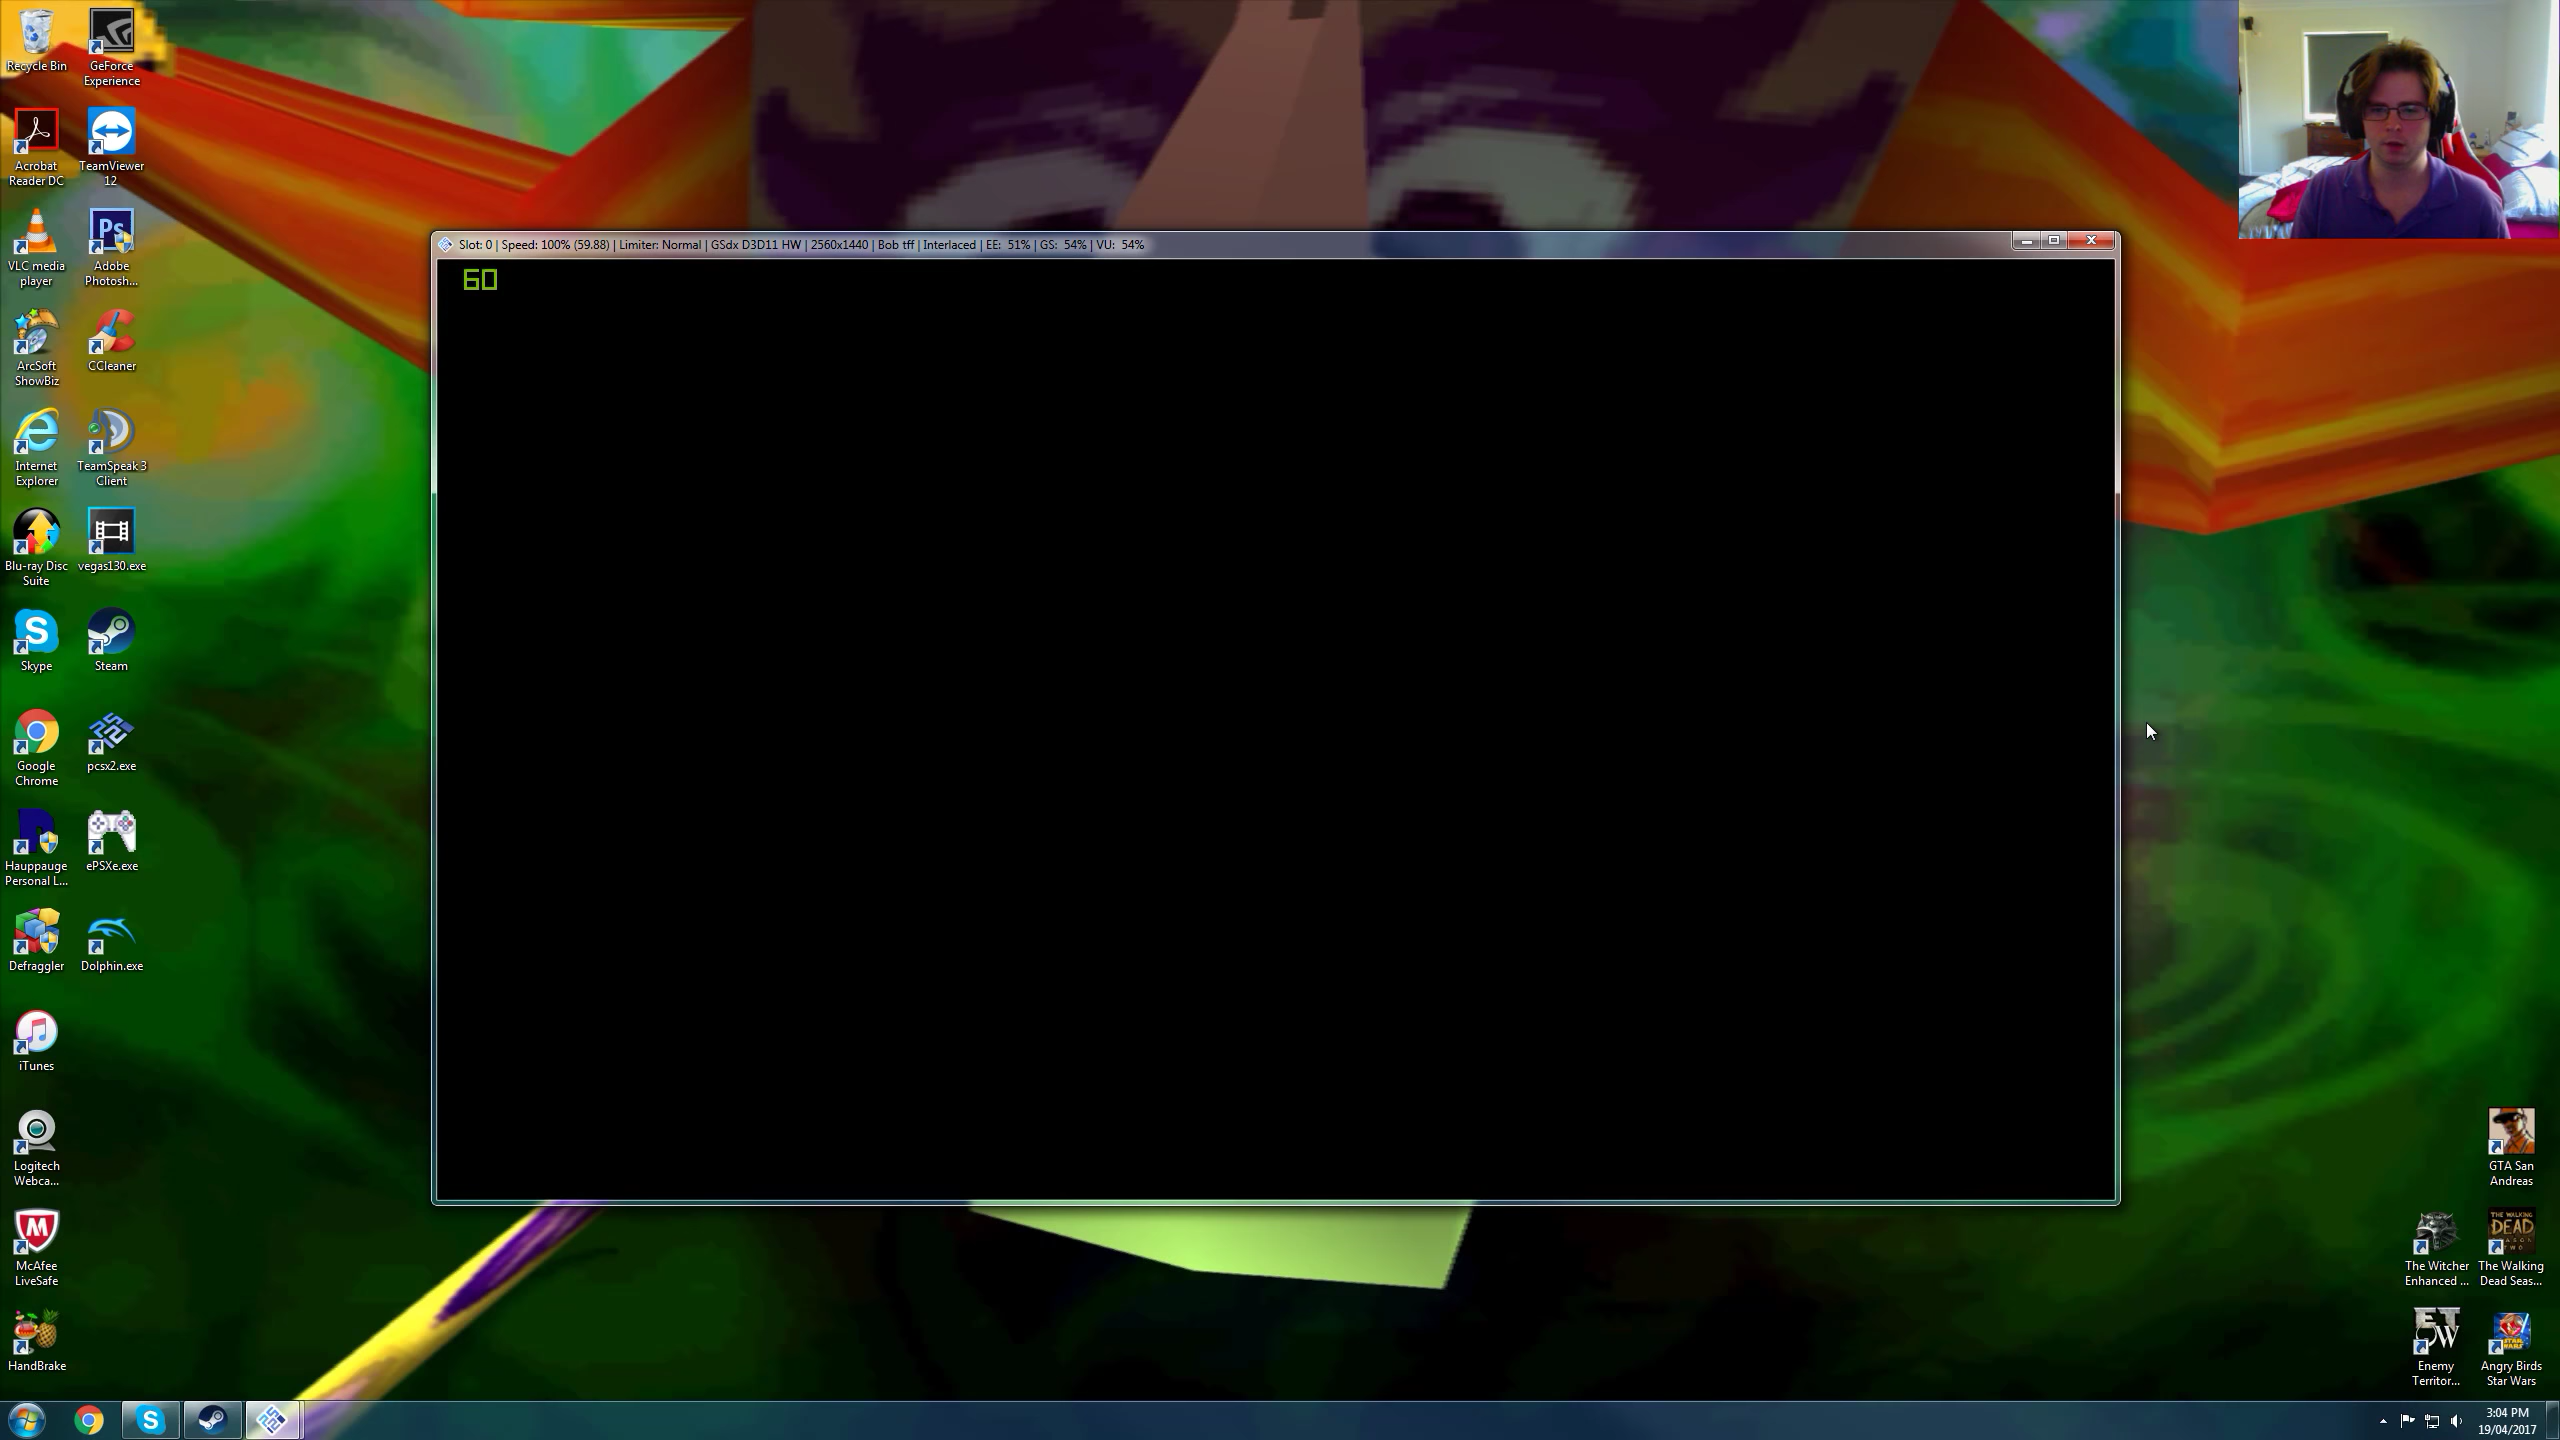 Recycle Bin
GeForce
Experience
Acrobat
Reader DC
TeamViewer
12
VLC media
player
Adobe
Photosh...
ArcSoft
ShowBiz
CCleaner
Internet
Explorer
TeamSpeak 3
Client
Blu-ray Disc
Suite
vegas130.exe
Skype
Steam
Google
Chrome
pcsx2.exe
Hauppauge
Personal L...
ePSXe.exe
Defraggler
Dolphin.exe
iTunes
Logitech
Webca...
McAfee
LiveSafe
HandBrake
Slot: 0 | Speed: 100% (59.88) | Limiter: Normal | GSdx D3D11 HW | 2560x1440 | Bob tff | Interlaced | EE: 51% | GS: 54% | VU: 54%
60
GTA San
Andreas
The Witcher
Enhanced ...
THE WALKING
DEAD
The Walking
Dead Seas...
Enemy
Territor...
Angry Birds
Star Wars
3:04 PM
19/04/2017